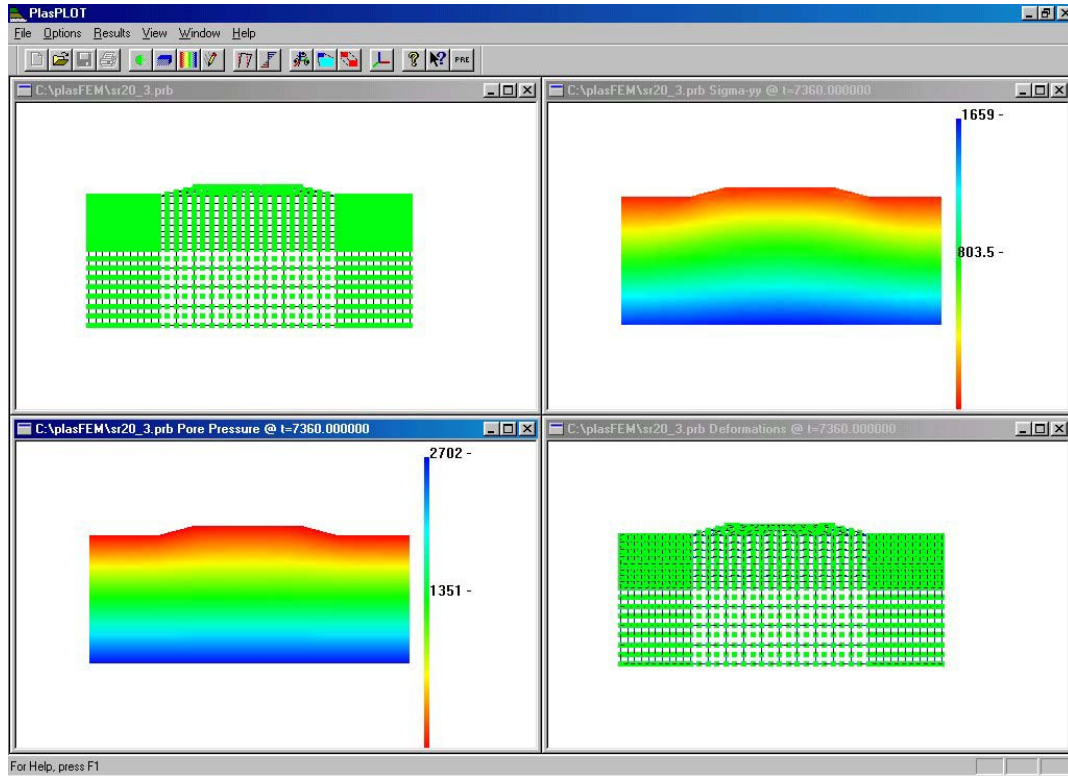 PlasPLOT
File Options Results View Window Help
PRE
C:\plasFEM\sr20_3.prb
C:\plasFEM\sr20_3.prb Sigma-yy @ t=7360.000000
1659 -
803.5 -
C:\plasFEM\sr20_3.prb Pore Pressure @ t=7360.000000
2702 -
1351 -
C:\plasFEM\sr20_3.prb Deformations @ t=7360.000000
For Help, press F1